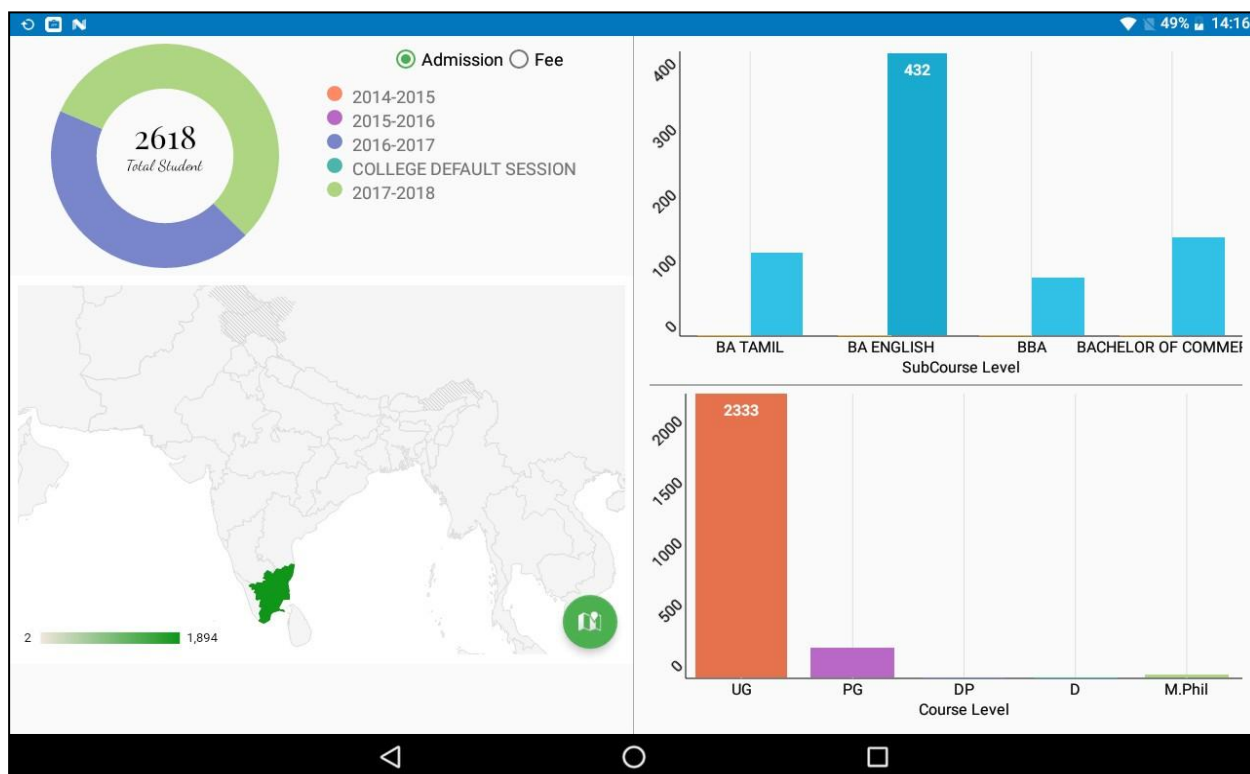 49% 14:16
2618
Total Student
Admission Fee
2014-2015
2015-2016
2016-2017
COLLEGE DEFAULT SESSION
2017-2018
2 1,894
400
300
200
100
0
432
BA TAMIL BA ENGLISH BBA BACHELOR OF COMMER
SubCourse Level
2000
1500
1000
500
0
2333
UG PG DP D M.Phil
Course Level